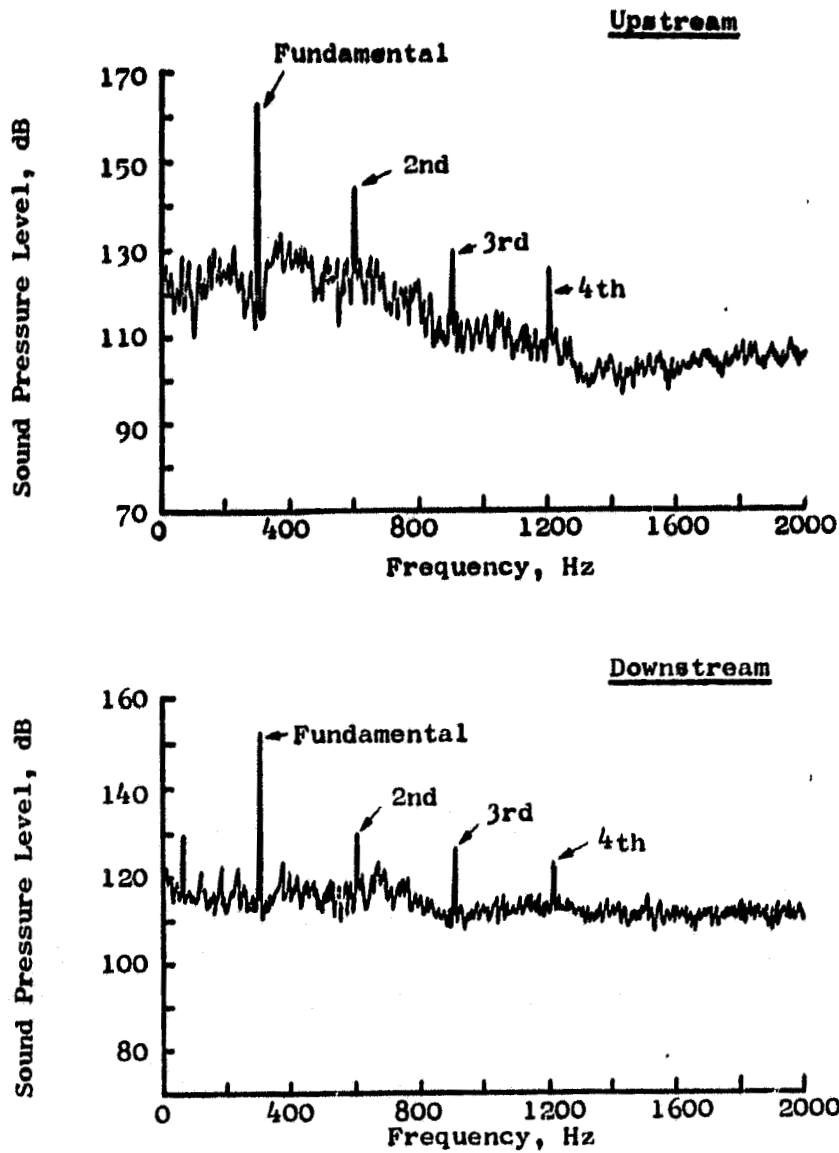 Upstream
Fundamental
170
150
2nd
130
3rd
4th
110
90
70
0 400 800 1200 1600 2000
Sound Pressure Level, dB
Frequency, Hz
Downstream
160
Fundamental
140
2nd
3rd
4th
120
100
80
0 400 800 1200 1600 2000
Sound Pressure Level, dB
Frequency, Hz